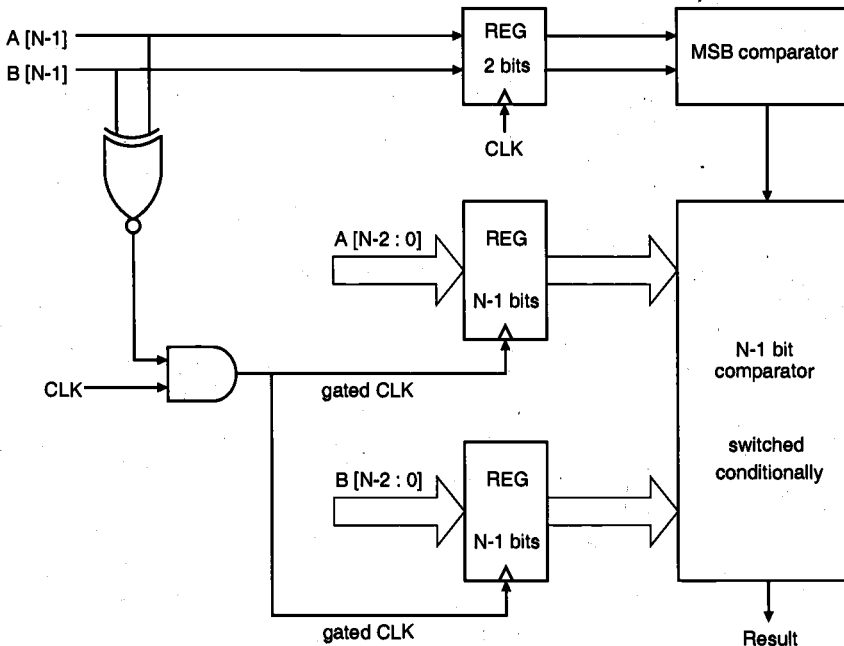 A [N-1]
B [N-1]
REG
2 bits
CLK
MSB comparator
A [N-2 : 0]
REG
N-1 bits
CLK
gated CLK
N-1 bit
comparator
switched
conditionally
B [N-2 : 0]
REG
N-1 bits
gated CLK
Result